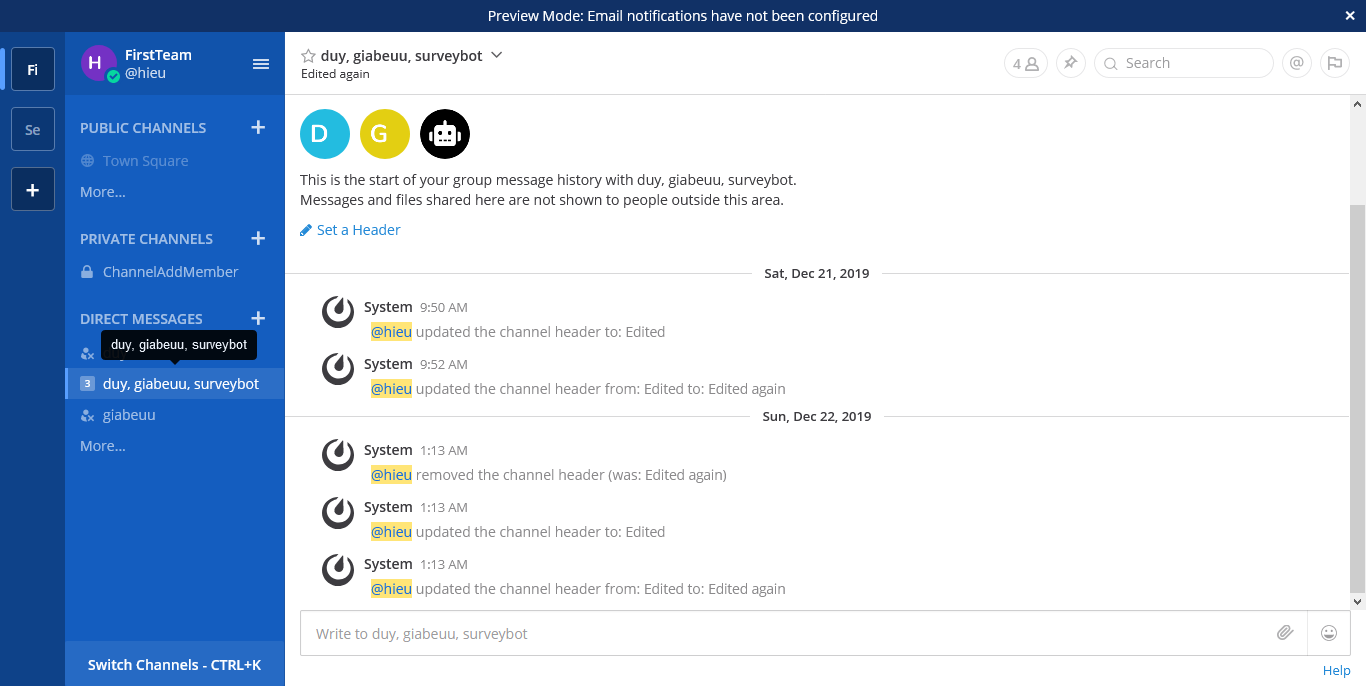 Preview Mode: Email notifications have not been configured
Fi
Se
H
FirstTeam
@hieu
PUBLIC CHANNELS
Town Square
More...
PRIVATE CHANNELS
ChannelAddMember
DIRECT MESSAGES
duy, giabeuu, surveybot
3 duy, giabeuu, surveybot
giabeuu
More...
Switch Channels - CTRL+K
duy, giabeuu, surveybot
Edited again
4
Search
@
D G
This is the start of your group message history with duy, giabeuu, surveybot.
Messages and files shared here are not shown to people outside this area.
Set a Header
Sat, Dec 21, 2019
System 9:50 AM
@hieu updated the channel header to: Edited
System 9:52 AM
@hieu updated the channel header from: Edited to: Edited again
Sun, Dec 22, 2019
System 1:13 AM
@hieu removed the channel header (was: Edited again)
System 1:13 AM
@hieu updated the channel header to: Edited
System 1:13 AM
@hieu updated the channel header from: Edited to: Edited again
Write to duy, giabeuu, surveybot
Help